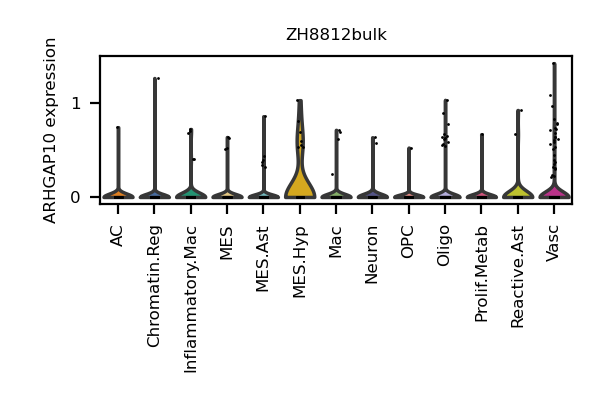 ZH8812bulk
ARHGAP10 expression
1
0
AC
Chromatin.Reg
Inflammatory.Mac
MES
MES.Ast
MES.Hyp
Mac
Neuron
OPC
Oligo
Prolif.Metab
Reactive.Ast
Vasc